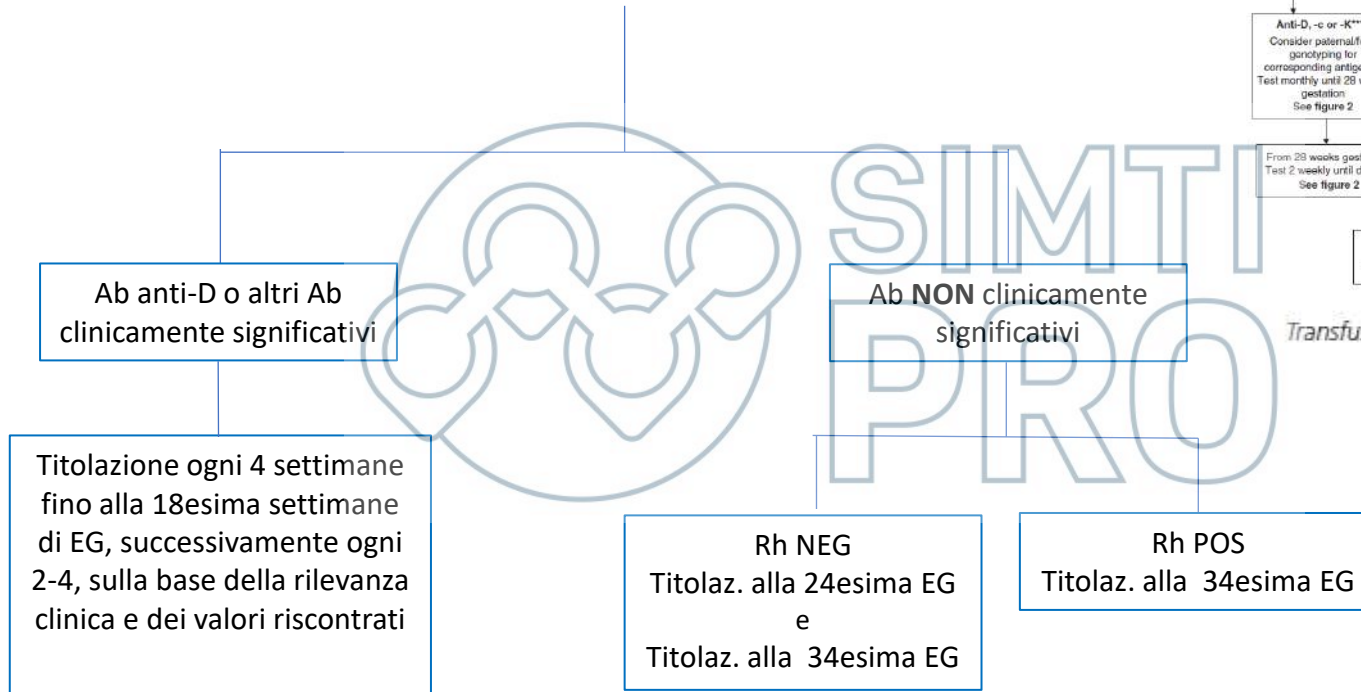 Anti-D, -c or -K**
Consider paternal/
genotyping for
corresponding
Test monthly until 28
gestation
See figure 2
From 28 weeks
Test 2 weekly until
See figure 2
SIMTI
PRO
Ab anti-D o altri Ab
clinicamente significativi
Ab NON clinicamente
significativi
Titolazione ogni 4 settimane
fino alla 18esima settimane
di EG, successivamente ogni
2-4, sulla base della rilevanza
clinica e dei valori riscontrati
Rh NEG
Titolaz. alla 24esima EG
e
Titolaz. alla 34esima EG
Rh POS
Titolaz. alla 34esima EG